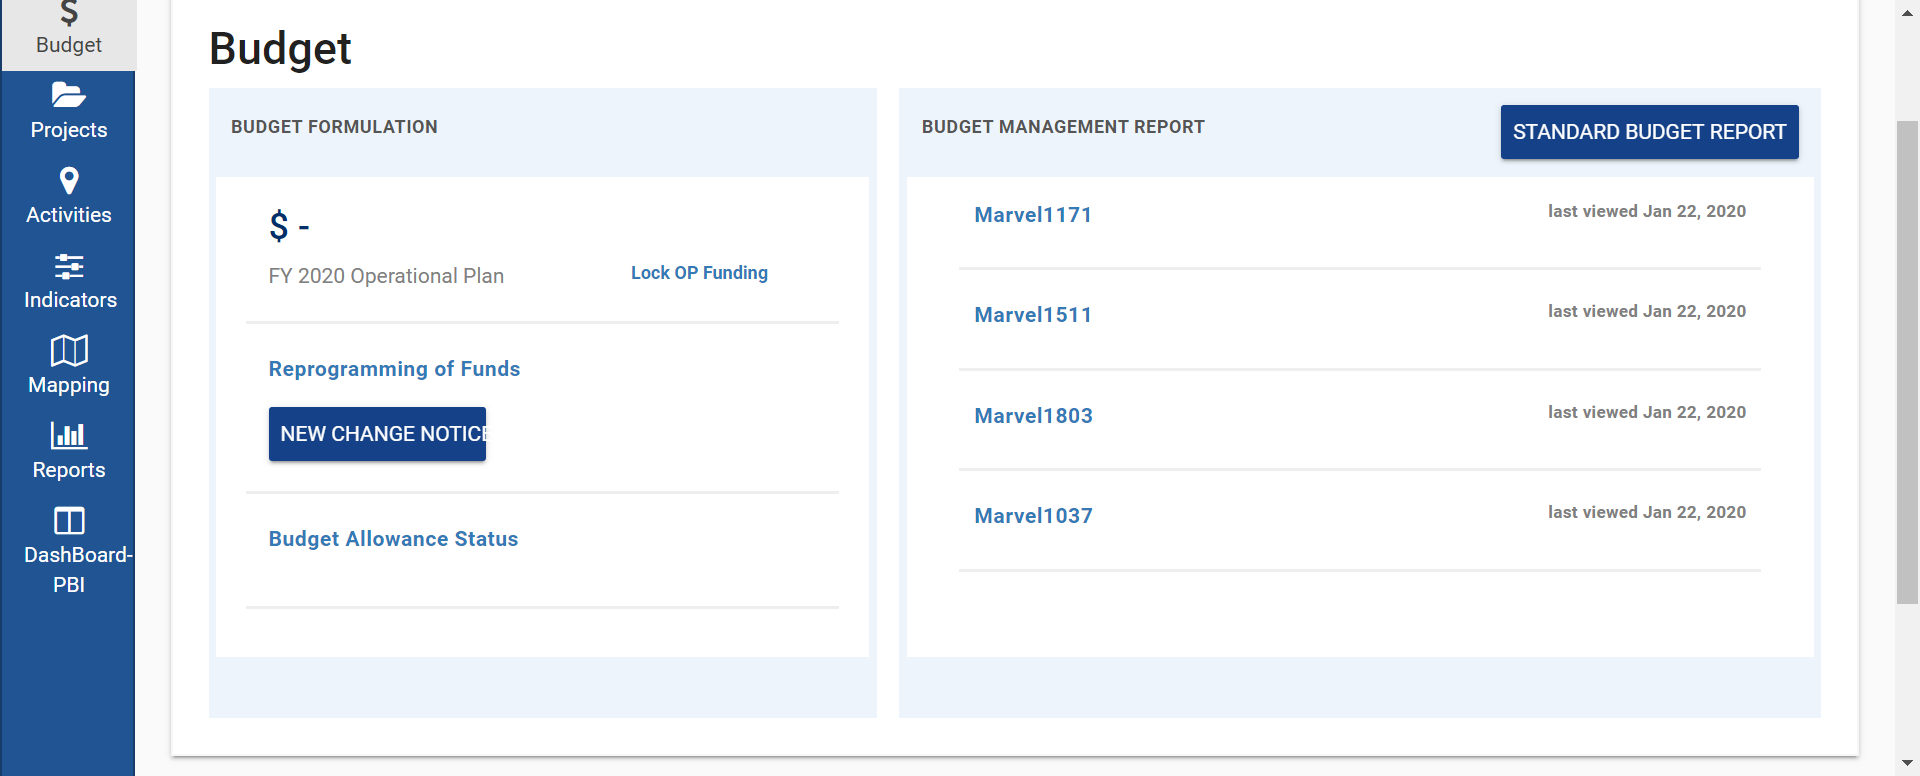 Budget
Projects
Activities
Indicators
Mapping
Reports
DashBoard-
PBI
Budget
BUDGET FORMULATION
$ -
FY 2020 Operational Plan
Lock OP Funding
Reprogramming of Funds
NEW CHANGE NOTICE
Budget Allowance Status
BUDGET MANAGEMENT REPORT
STANDARD BUDGET REPORT
Marvel1171
last viewed Jan 22, 2020
Marvel1511
last viewed Jan 22, 2020
Marvel1803
last viewed Jan 22, 2020
Marvel1037
last viewed Jan 22, 2020